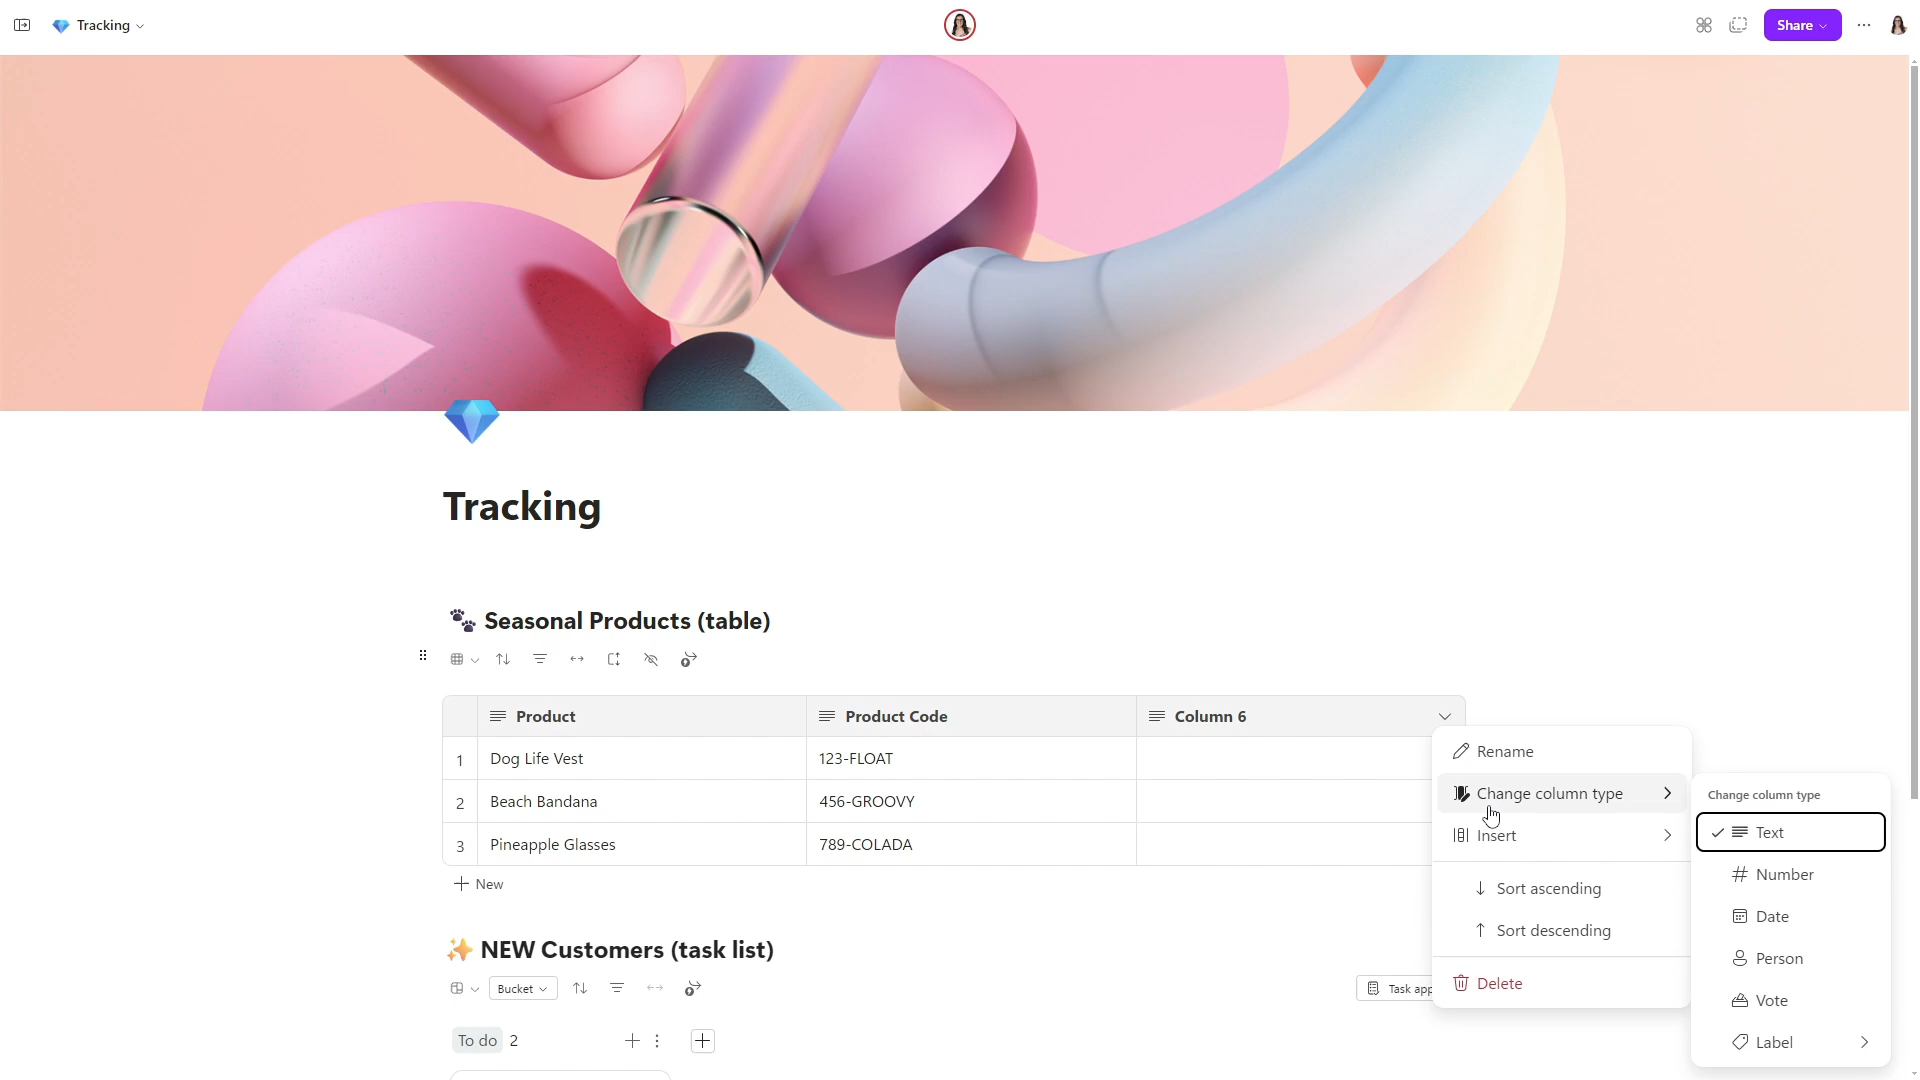 Tracking
Share
Tracking
Seasonal Products (table)
Product
Product Code
Column 6
1
Dog Life Vest
123-FLOAT
2
Beach Bandana
456-GROOVY
3
Pineapple Glasses
789-COLADA
New
Rename
Change column type
Insert
Sort ascending
Sort descending
Delete
Change column type
Text
Number
Date
Person
Vote
Label
NEW Customers (task list)
Bucket
Task app
To do
2